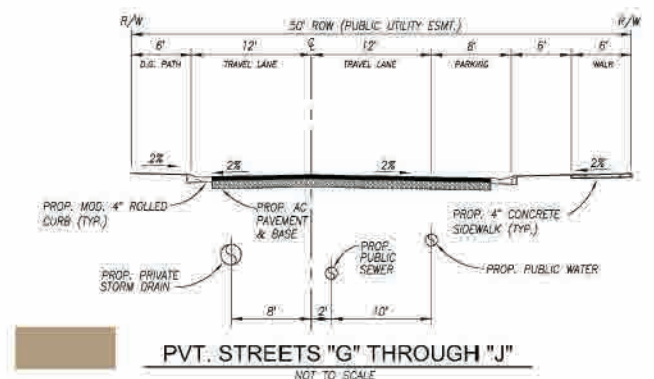 R/W
R/W
50' ROW (PUBLIC UTILITY ESMT.)
℄
6' 12' 12' 8' 6' 6'
D.G. PATH TRAVEL LANE TRAVEL LANE PARKING WALK
2% 2% 2% 2%
PROP. MOD. 4" ROLLED
CURB (TYP.)
PROP. AC
PAVEMENT
& BASE
PROP. 4" CONCRETE
SIDEWALK (TYP.)
PROP. PRIVATE
STORM DRAIN
PROP.
PUBLIC
SEWER
PROP. PUBLIC WATER
8' 2' 10'
PVT. STREETS "G" THROUGH "J"
NOT TO SCALE